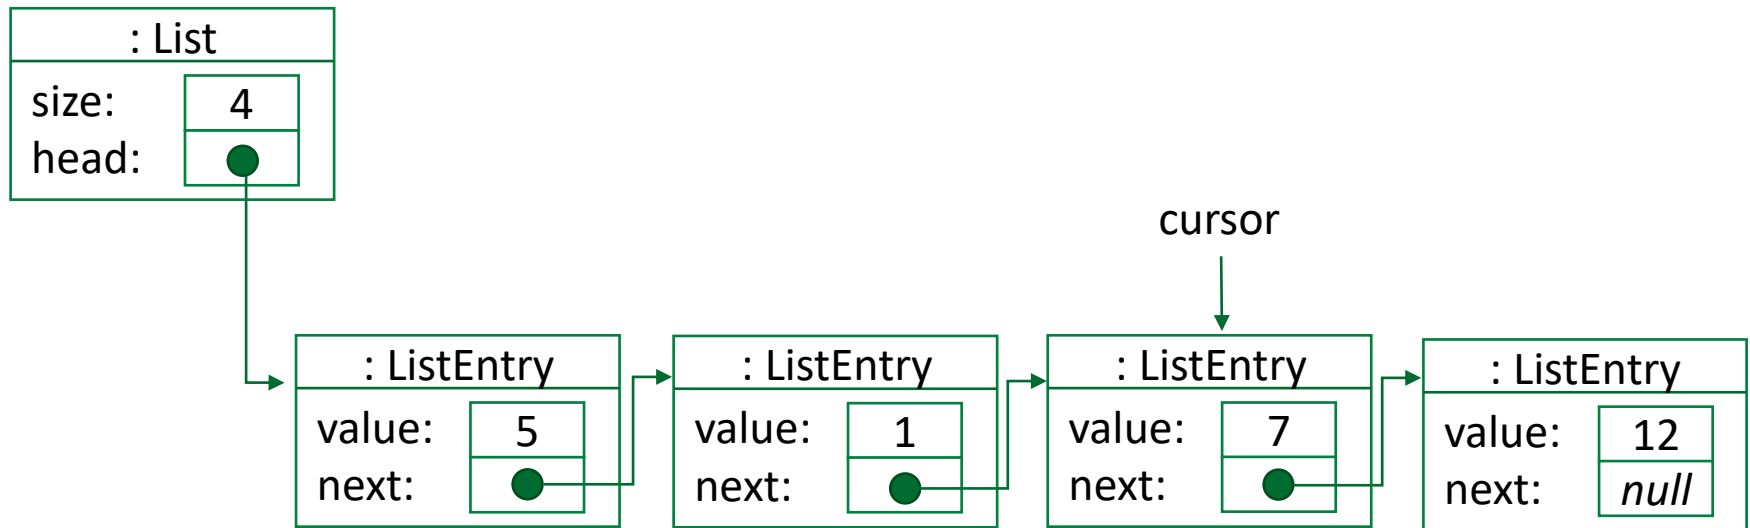 : List
size: 4
head:
cursor
: ListEntry
value: 5
next:
: ListEntry
value: 1
next:
: ListEntry
value: 7
next:
: ListEntry
value: 12
next: null